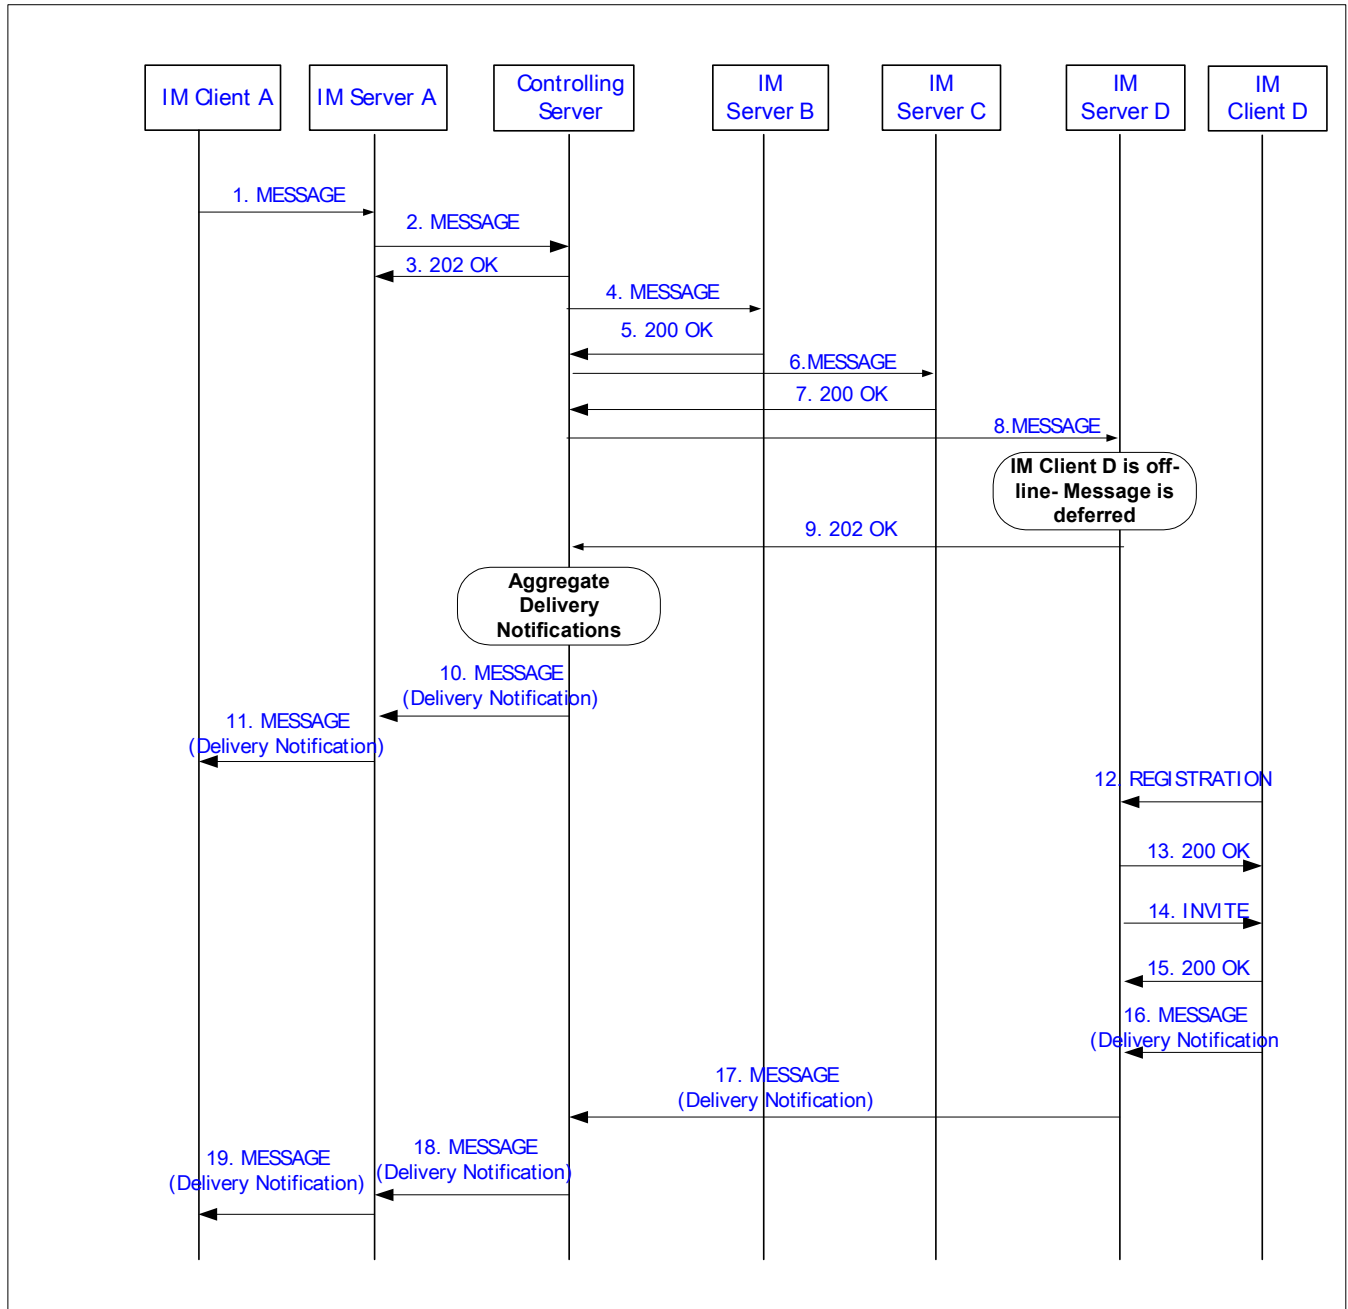 IM Client A
IM Server A
Controlling
Server
IM
Server B
IM
Server C
IM
Server D
IM
Client D
1. MESSAGE
2. MESSAGE
3. 202 OK
4. MESSAGE
5. 200 OK
6.MESSAGE
7. 200 OK
8.MESSAGE
IM Client D is off-
line- Message is
deferred
9. 202 OK
Aggregate
Delivery
Notifications
10. MESSAGE
(Delivery Notification)
11. MESSAGE
(Delivery Notification)
12. REGISTRATION
13. 200 OK
14. INVITE
15. 200 OK
16. MESSAGE
(Delivery Notification
17. MESSAGE
(Delivery Notification)
18. MESSAGE
(Delivery Notification)
19. MESSAGE
(Delivery Notification)